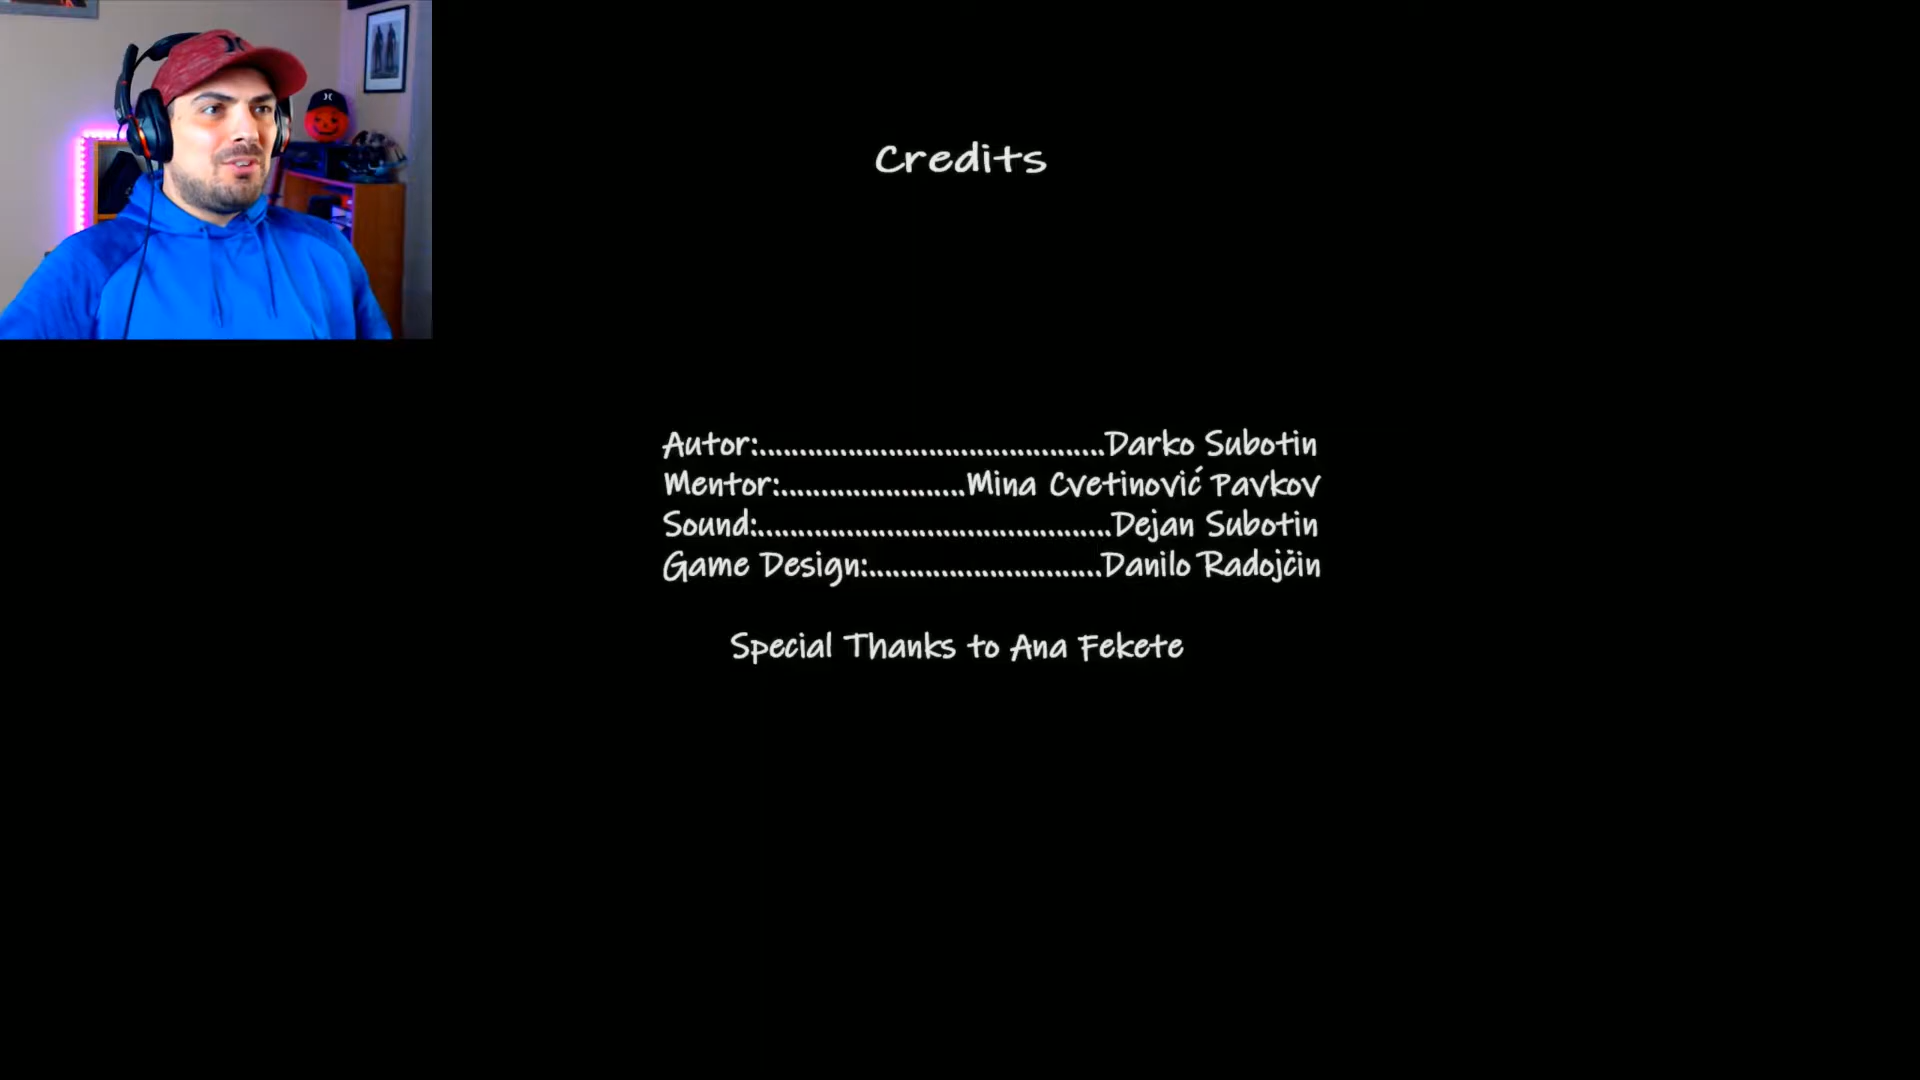 Credits
Autor:...........................................Darko Subotin
Mentor:.......................Mina Cvetinović Pavkov
Sound:............................................Dejan Subotin
Game Design:.............................Danilo Radojčin
Special Thanks to Ana Fekete